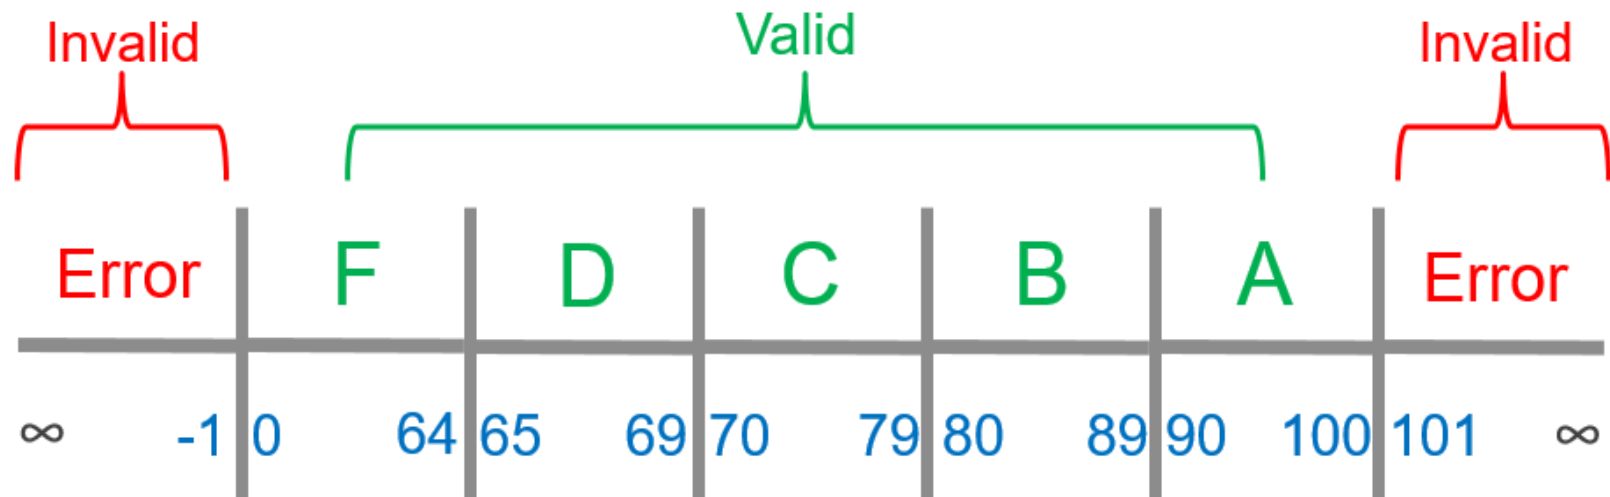 Invalid Valid Invalid
Error F D C B A Error
∞ -1 0 64 65 69 70 79 80 89 90 100 101 ∞